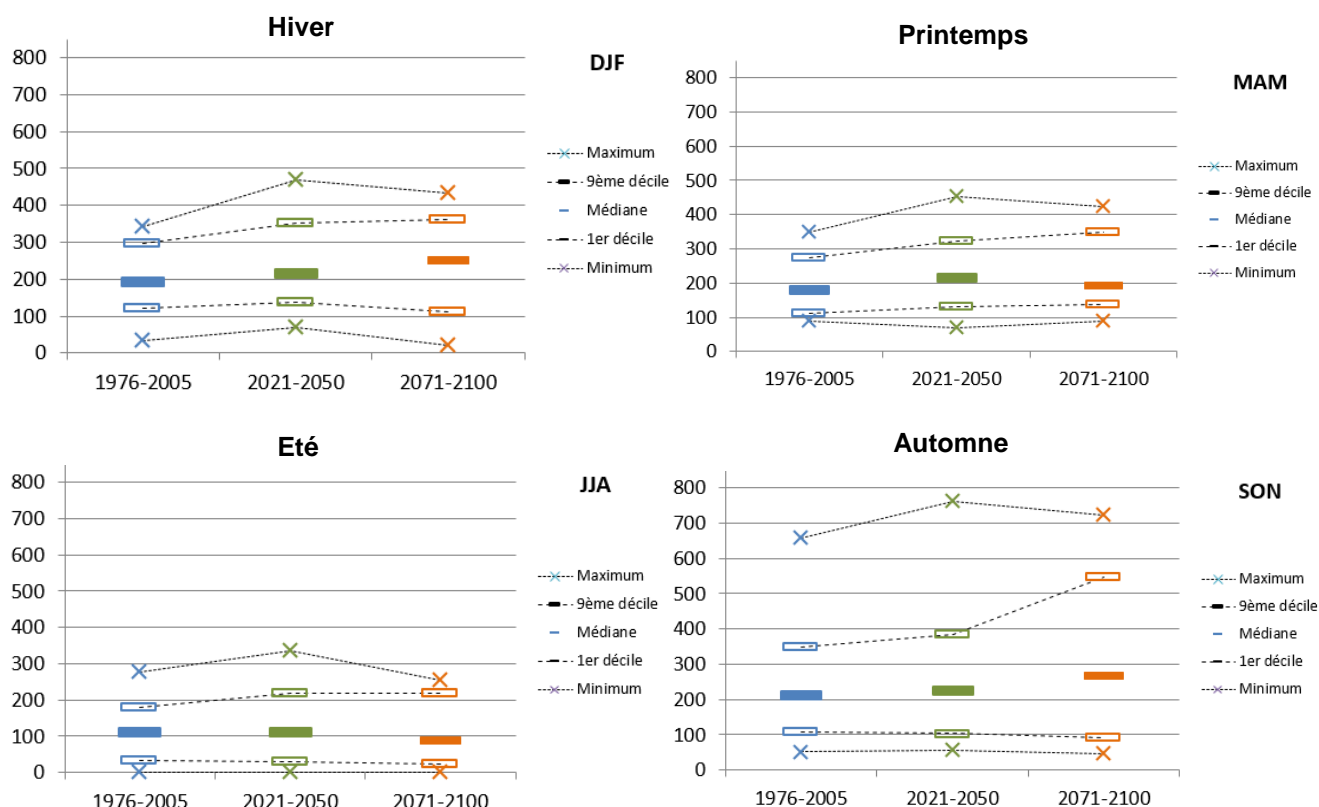 Hiver
DJF
800
700
600
500
400
300
200
100
0
1976-2005
2021-2050
2071-2100
Maximum
9ème décile
Médiane
1er décile
Minimum
Printemps
MAM
800
700
600
500
400
300
200
100
0
1976-2005
2021-2050
2071-2100
Maximum
9ème décile
Médiane
1er décile
Minimum
Eté
JJA
800
700
600
500
400
300
200
100
0
1976-2005
2021-2050
2071-2100
Maximum
9ème décile
Médiane
1er décile
Minimum
Automne
SON
800
700
600
500
400
300
200
100
0
1976-2005
2021-2050
2071-2100
Maximum
9ème décile
Médiane
1er décile
Minimum